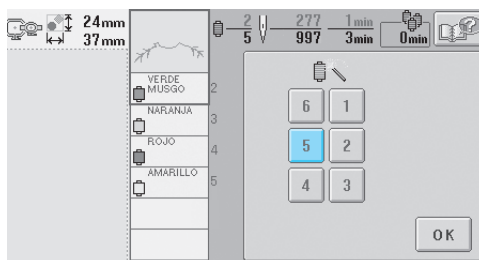 24mm
37mm
2
5
277
997
1min
3min
0min
VERDE
MUSGO
2
NARANJA
3
ROJO
4
AMARILLO
5
6 1
5 2
4 3
OK